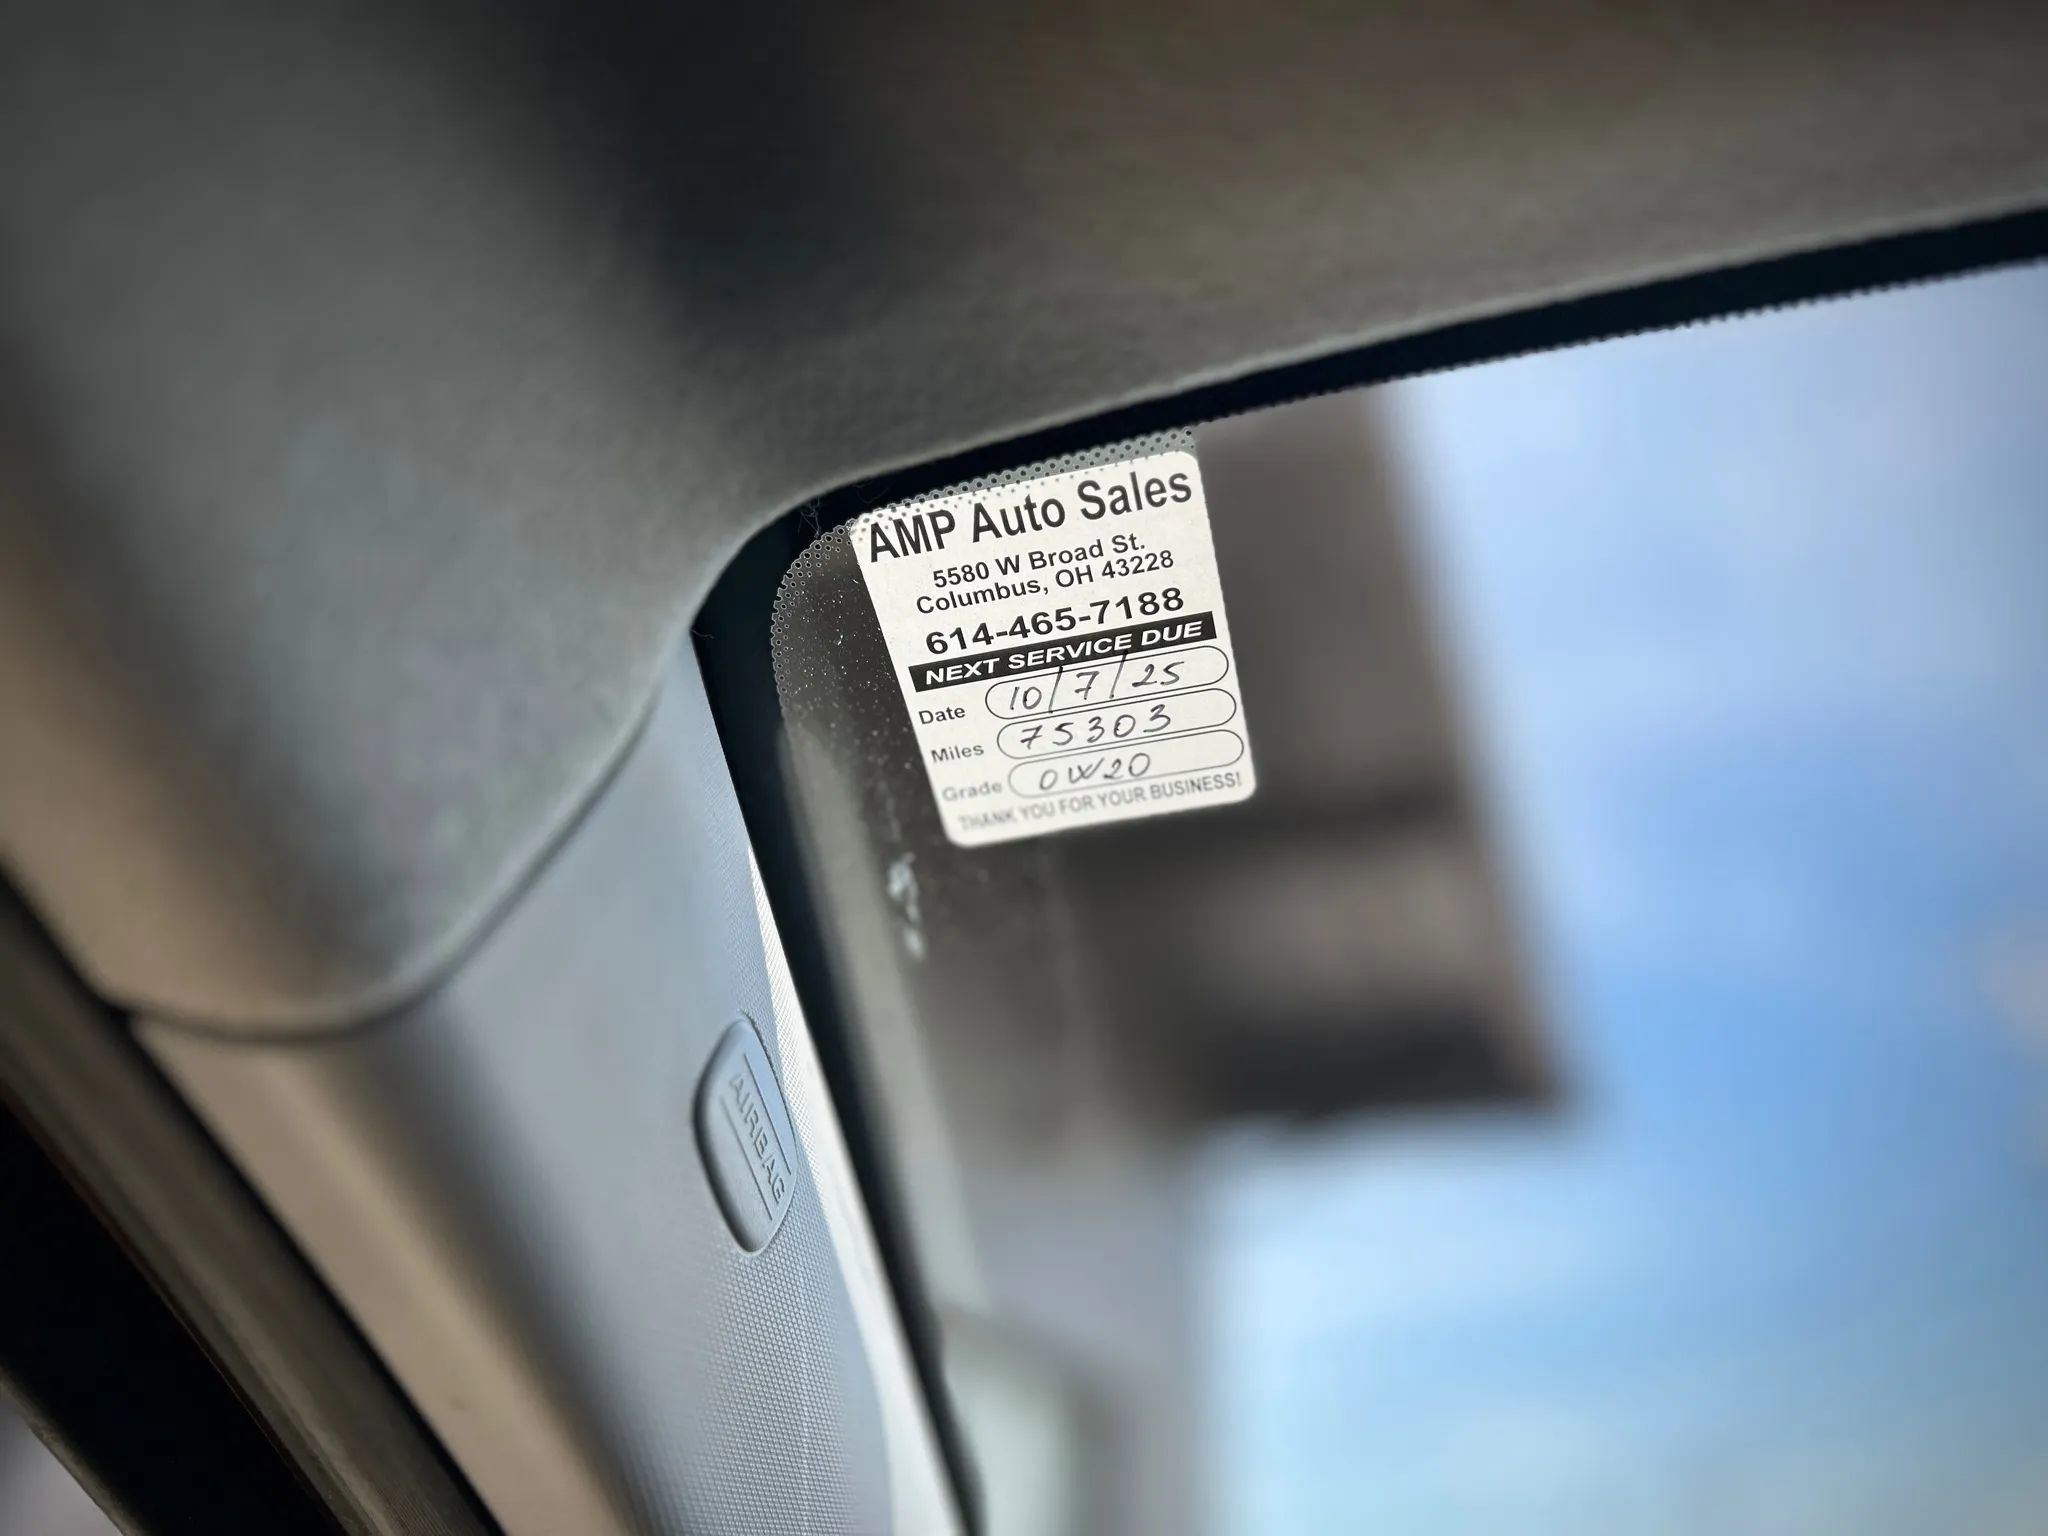 AMP Auto Sales
5580 W Broad St.
Columbus, OH 43228
614-465-7188
NEXT SERVICE DUE
Date 10/7/25
Miles 75303
Grade 0W20
THANK YOU FOR YOUR BUSINESS!
AIRBAG